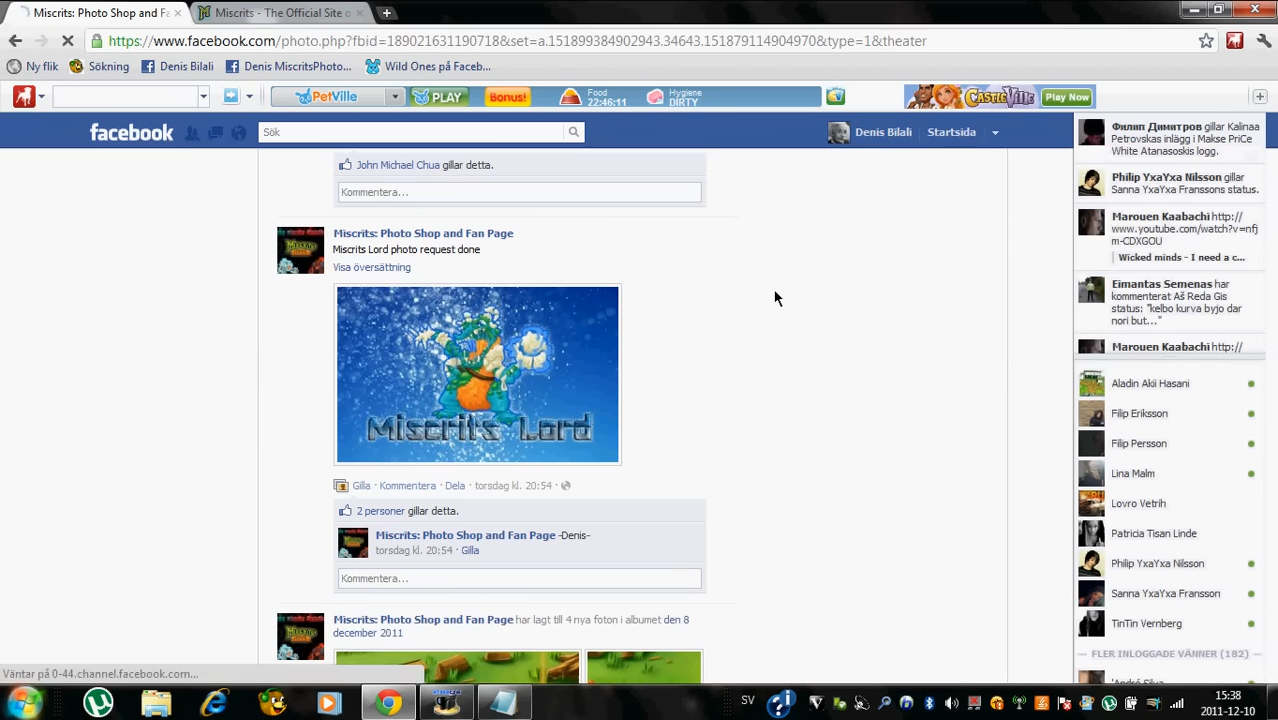 Miscrits: Photo Shop and Fa
Miscrits - The Official Site o
https://www.facebook.com/photo.php?fbid=189021631190718&set=a.151899384902943.34643.151879114904970&type=1&theater
Ny flik
Sökning
Denis Bilali
Denis MiscritsPhoto...
Wild Ones på Faceb...
PetVille
PLAY
Bonus!
Food
22:46:11
Hygiene
DIRTY
CASTLEVILLE
Play Now
facebook
Sök
Denis Bilali
Startsida
John Michael Chua gillar detta.
Kommentera...
Miscrits: Photo Shop and Fan Page
Miscrits Lord photo request done
Visa översättning
Miscrits Lord
Gilla · Kommentera · Dela · torsdag kl. 20:54 ·
2 personer gillar detta.
Miscrits: Photo Shop and Fan Page -Denis-
torsdag kl. 20:54 · Gilla
Kommentera...
Miscrits: Photo Shop and Fan Page har lagt till 4 nya foton i albumet den 8
december 2011
Филип Димитров gillar Kalinaa
Petrovskas inlägg i Makse PriCe
White Atanasoskis logg.
Philip YxaYxa Nilsson gillar
Sanna YxaYxa Franssons status.
Marouen Kaabachi http://
www.youtube.com/watch?v=nfj
m-CDXGOU
Wicked minds - I need a c...
Eimantas Semenas har
kommenterat Aš Reda Gis
status: "kelbo kurva byjo dar
nori but..."
Marouen Kaabachi http://
Aladin Akii Hasani
Filip Eriksson
Filip Persson
Lina Malm
Lovro Vetrih
Patricia Tisan Linde
Philip YxaYxa Nilsson
Sanna YxaYxa Fransson
TinTin Vernberg
FLER INLOGGADE VÄNNER (182)
'André Silva
Väntar på 0-44.channel.facebook.com...
SV
15:38
2011-12-10